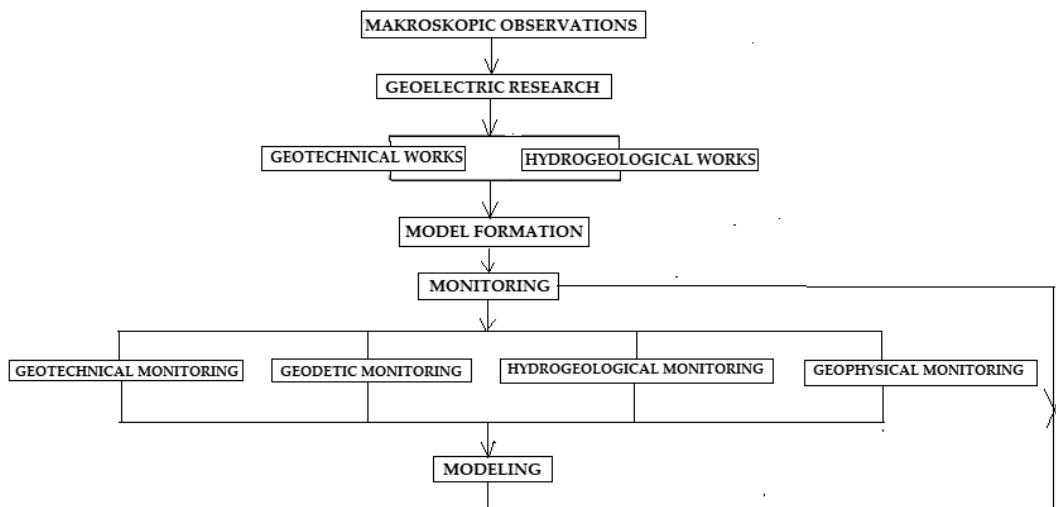 MAKROSKOPIC OBSERVATIONS
GEOELECTRIC RESEARCH
GEOTECHNICAL WORKS
HYDROGEOLOGICAL WORKS
MODEL FORMATION
MONITORING
GEOTECHNICAL MONITORING
GEODETIC MONITORING
HYDROGEOLOGICAL MONITORING
GEOPHYSICAL MONITORING
MODELING